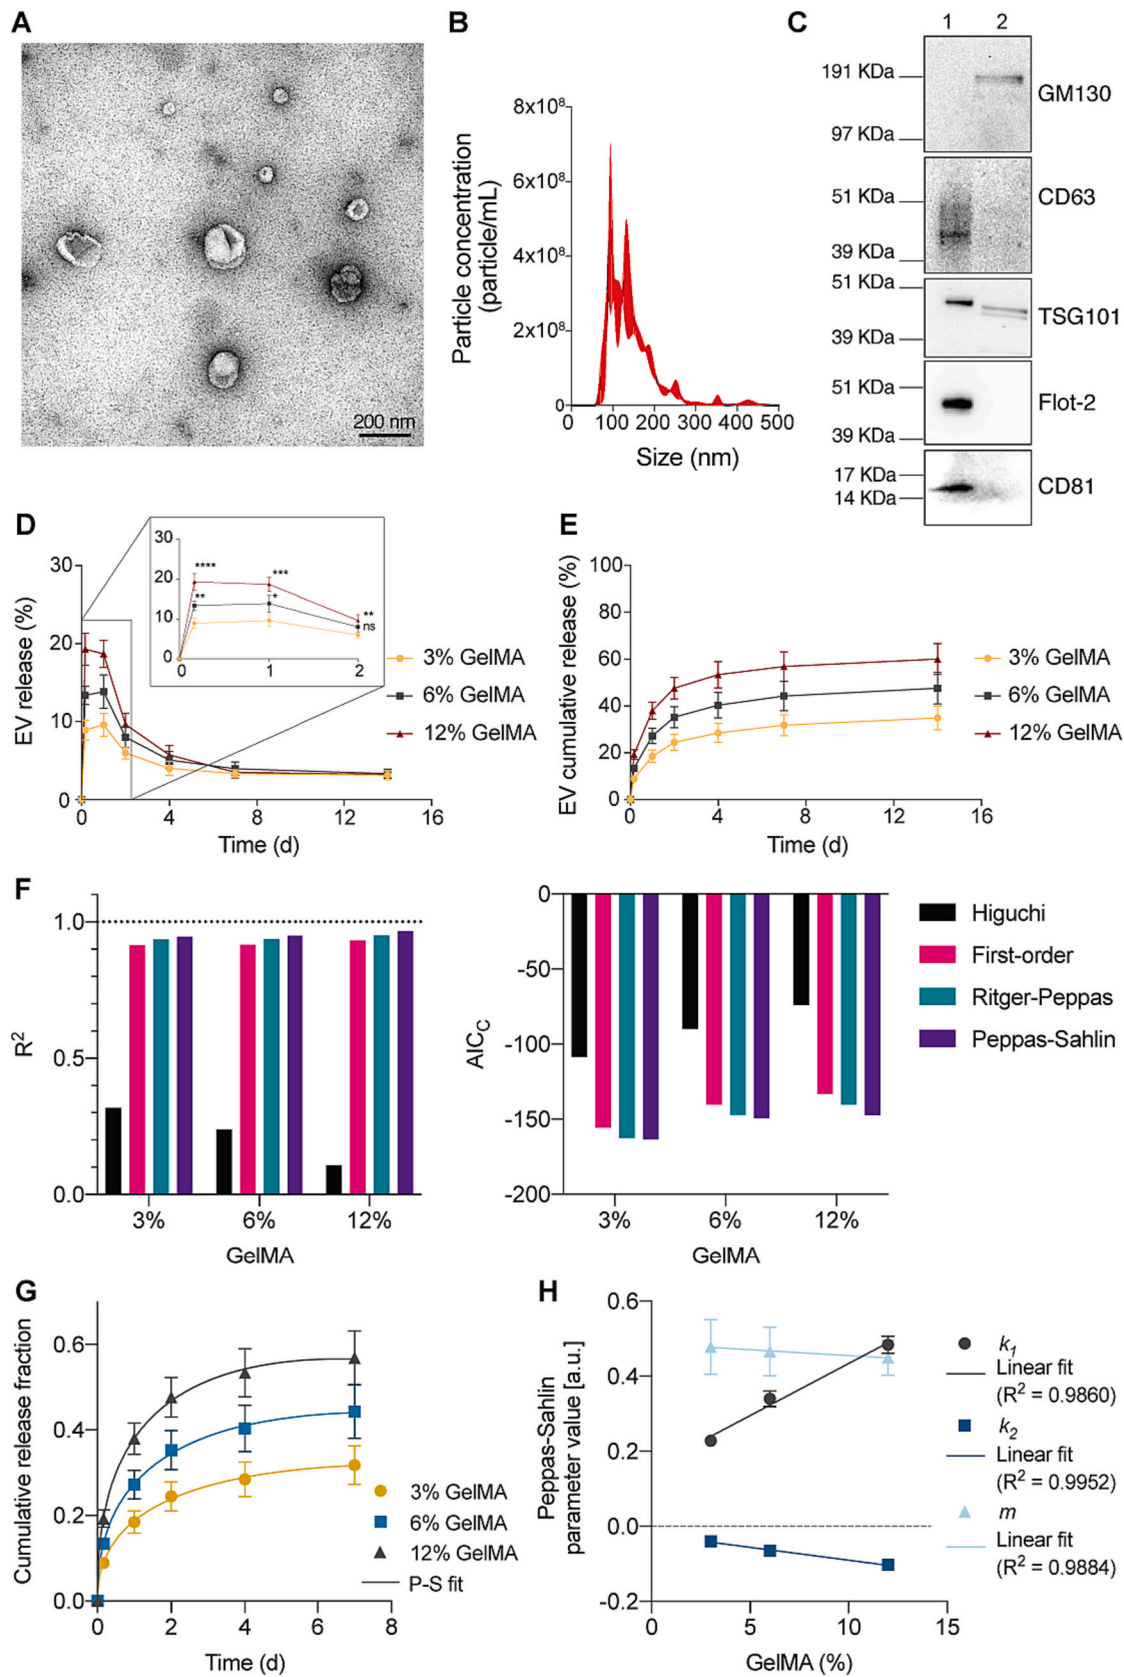 A
200 nm
B
Particle concentration
(particle/mL)
8x10⁸
6x10⁸
4x10⁸
2x10⁸
0
0 100 200 300 400 500
Size (nm)
C
1 2
191 KDa
97 KDa
GM130
51 KDa
39 KDa
CD63
51 KDa
39 KDa
TSG101
51 KDa
39 KDa
Flot-2
17 KDa
14 KDa
CD81
D
EV release (%)
30
20
10
0
0 4 8 12 16
Time (d)
30
20
10
0
0 1 2
**** *** **
** * ns
3% GelMA
6% GelMA
12% GelMA
E
EV cumulative release (%)
100
80
60
40
20
0
0 4 8 12 16
Time (d)
3% GelMA
6% GelMA
12% GelMA
F
R²
1.0
0.5
0.0
3% 6% 12%
GelMA
AICC
0
-50
-100
-150
-200
3% 6% 12%
GelMA
Higuchi
First-order
Ritger-Peppas
Peppas-Sahlin
G
Cumulative release fraction
0.6
0.4
0.2
0.0
0 2 4 6 8
Time (d)
3% GelMA
6% GelMA
12% GelMA
P-S fit
H
Peppas-Sahlin
parameter value [a.u.]
0.6
0.4
0.2
0.0
-0.2
0 5 10 15
GelMA (%)
k₁
Linear fit
(R² = 0.9860)
k₂
Linear fit
(R² = 0.9952)
m
Linear fit
(R² = 0.9884)